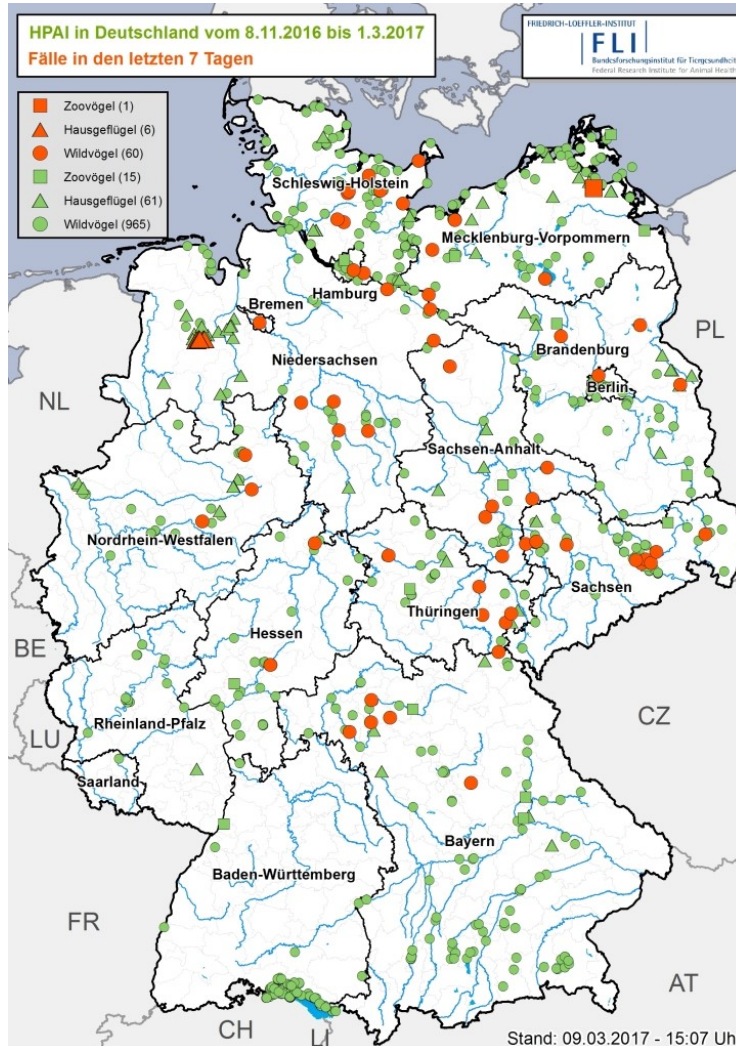 HPAI in Deutschland vom 8.11.2016 bis 1.3.2017
Fälle in den letzten 7 Tagen
FRIEDRICH-LOEFFLER-INSTITUT
FLI
Bundesforschungsinstitut für Tiergesundheit
Federal Research Institute for Animal Health
Zoovögel (1)
Hausgeflügel (6)
Wildvögel (60)
Zoovögel (15)
Hausgeflügel (61)
Wildvögel (965)
Schleswig-Holstein
Mecklenburg-Vorpommern
Hamburg
Bremen
Niedersachsen
Brandenburg
Berlin
PL
NL
Sachsen-Anhalt
Nordrhein-Westfalen
Sachsen
Thüringen
Hessen
BE
Rheinland-Pfalz
LU
CZ
Saarland
Bayern
Baden-Württemberg
FR
AT
CH
LI
Stand: 09.03.2017 - 15:07 Uh